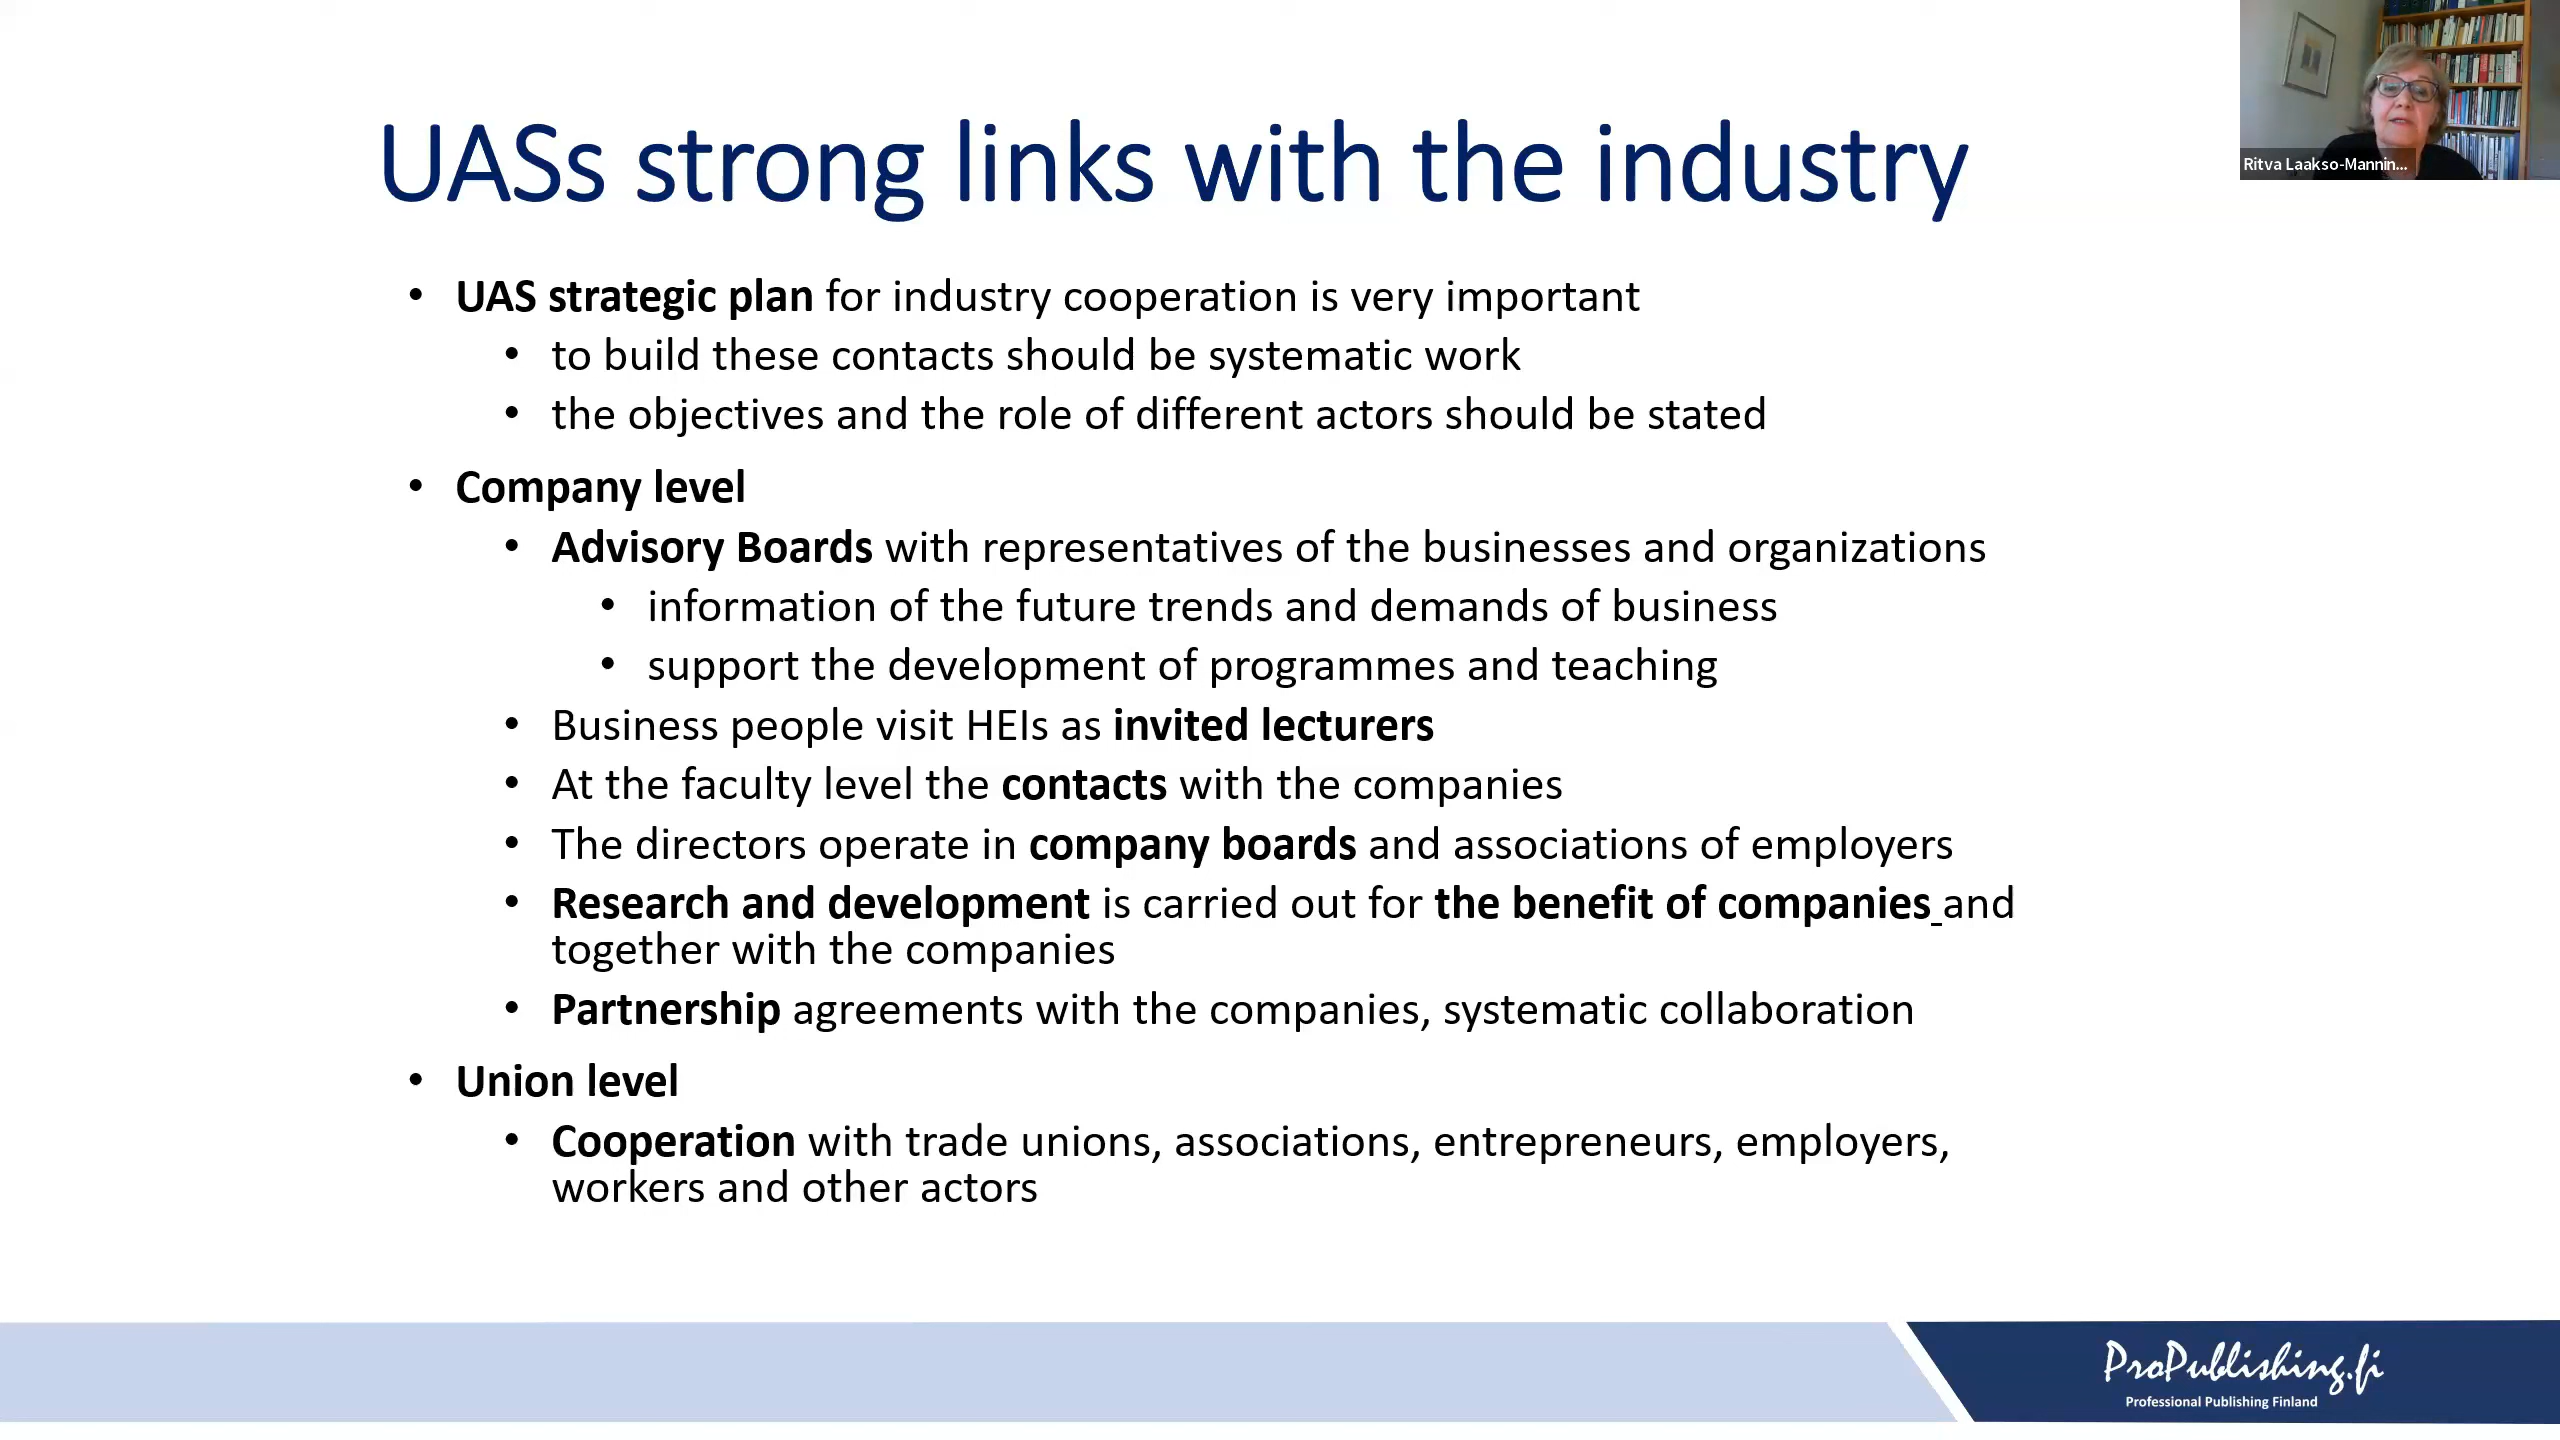 UASs strong links with the industry
Ritva Laakso-Mannin...
• UAS strategic plan for industry cooperation is very important
• to build these contacts should be systematic work
• the objectives and the role of different actors should be stated
• Company level
• Advisory Boards with representatives of the businesses and organizations
• information of the future trends and demands of business
• support the development of programmes and teaching
• Business people visit HEIs as invited lecturers
• At the faculty level the contacts with the companies
• The directors operate in company boards and associations of employers
• Research and development is carried out for the benefit of companies and
together with the companies
• Partnership agreements with the companies, systematic collaboration
• Union level
• Cooperation with trade unions, associations, entrepreneurs, employers,
workers and other actors
ProPublishing.fi
Professional Publishing Finland